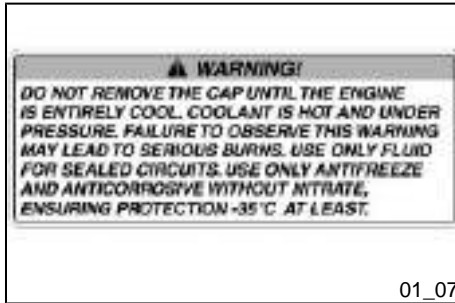 WARNING!
DO NOT REMOVE THE CAP UNTIL THE ENGINE
IS ENTIRELY COOL. COOLANT IS HOT AND UNDER
PRESSURE. FAILURE TO OBSERVE THIS WARNING
MAY LEAD TO SERIOUS BURNS. USE ONLY FLUID
FOR SEALED CIRCUITS. USE ONLY ANTIFREEZE
AND ANTICORROSIVE WITHOUT NITRATE,
ENSURING PROTECTION -35°C AT LEAST.
01_07